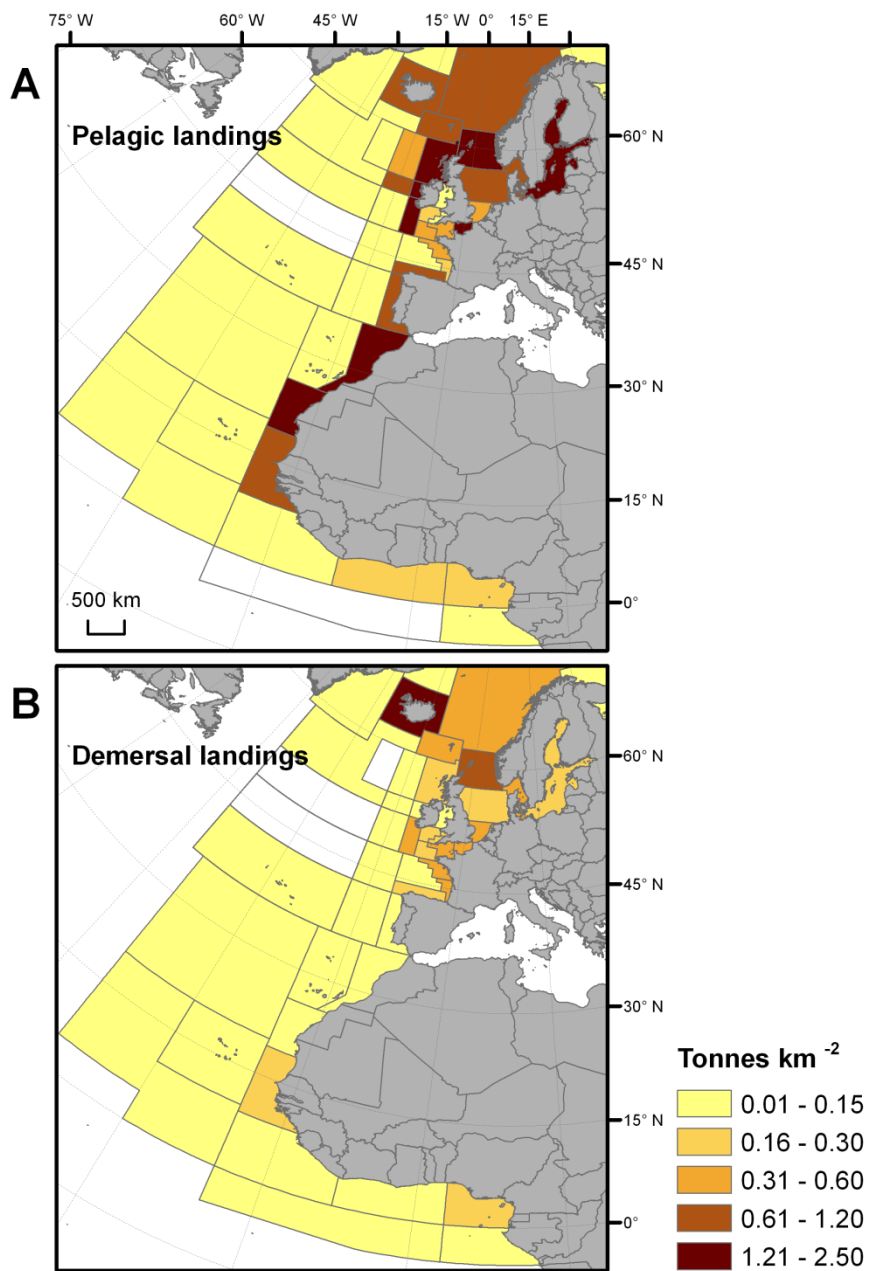 75° W 60° W 45° W 15° W 0° 15° E
A
Pelagic landings
60° N
45° N
30° N
15° N
0°
500 km
B
Demersal landings
60° N
45° N
30° N
15° N
0°
Tonnes km -2
0.01 - 0.15
0.16 - 0.30
0.31 - 0.60
0.61 - 1.20
1.21 - 2.50